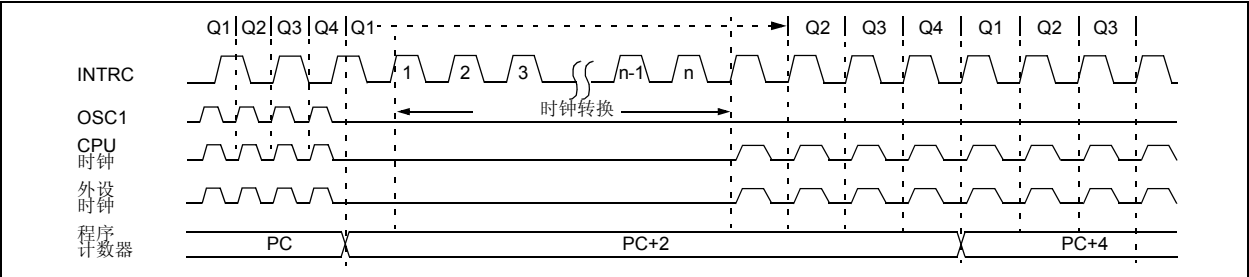 Q1 Q2 Q3 Q4 Q1 Q2 Q3 Q4 Q1 Q2 Q3
INTRC 1 2 3 n-1 n
OSC1 时钟转换
CPU
时钟
外设
时钟
程序
计数器
PC PC+2 PC+4